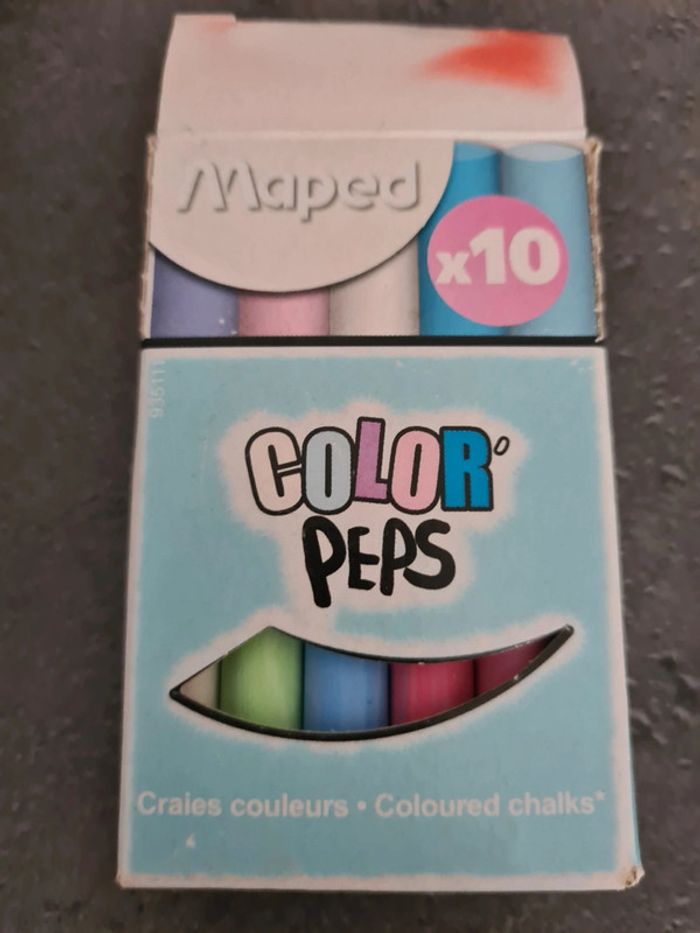 Maped
x10
935111
COLOR'
PEPS
Craies couleurs • Coloured chalks*